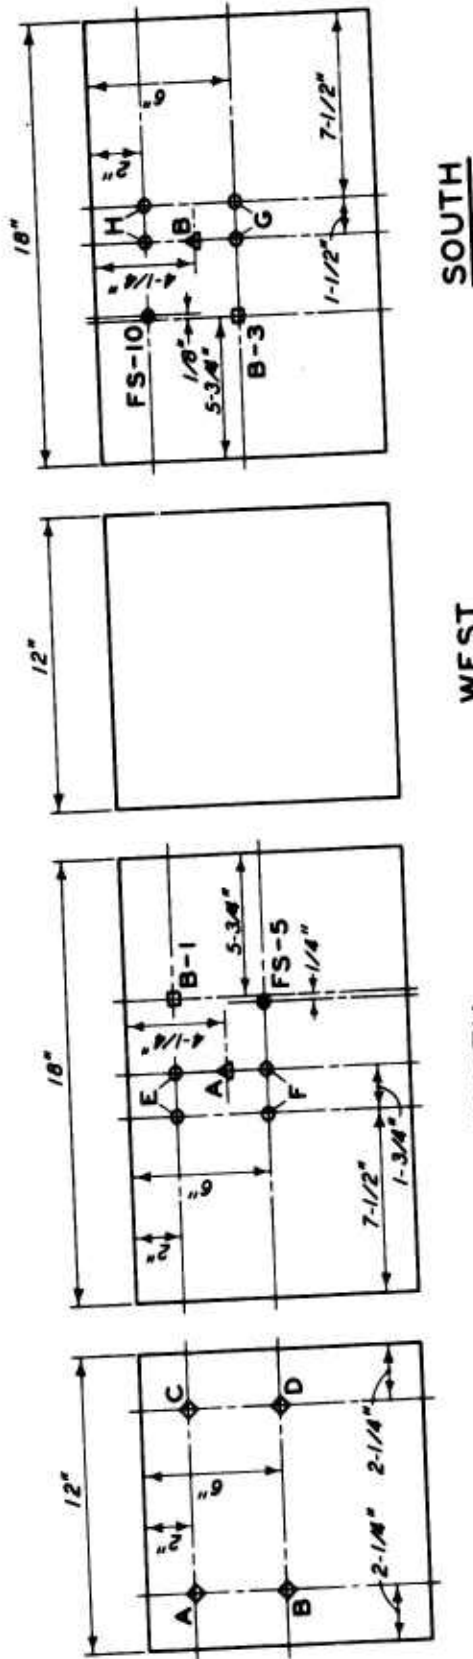 12"
2"
6"
A
C
B
D
2-1/4"
2-1/4"
18"
2"
6"
4-1/4"
E
B-1
A
F
5-3/4"
FS-5
1/4"
7-1/2"
1-3/4"
12"
WEST
18"
2"
6"
FS-10
H
4-1/4"
B
1/8"
5-3/4"
B-3
G
1-1/2"
7-1/2"
SOUTH